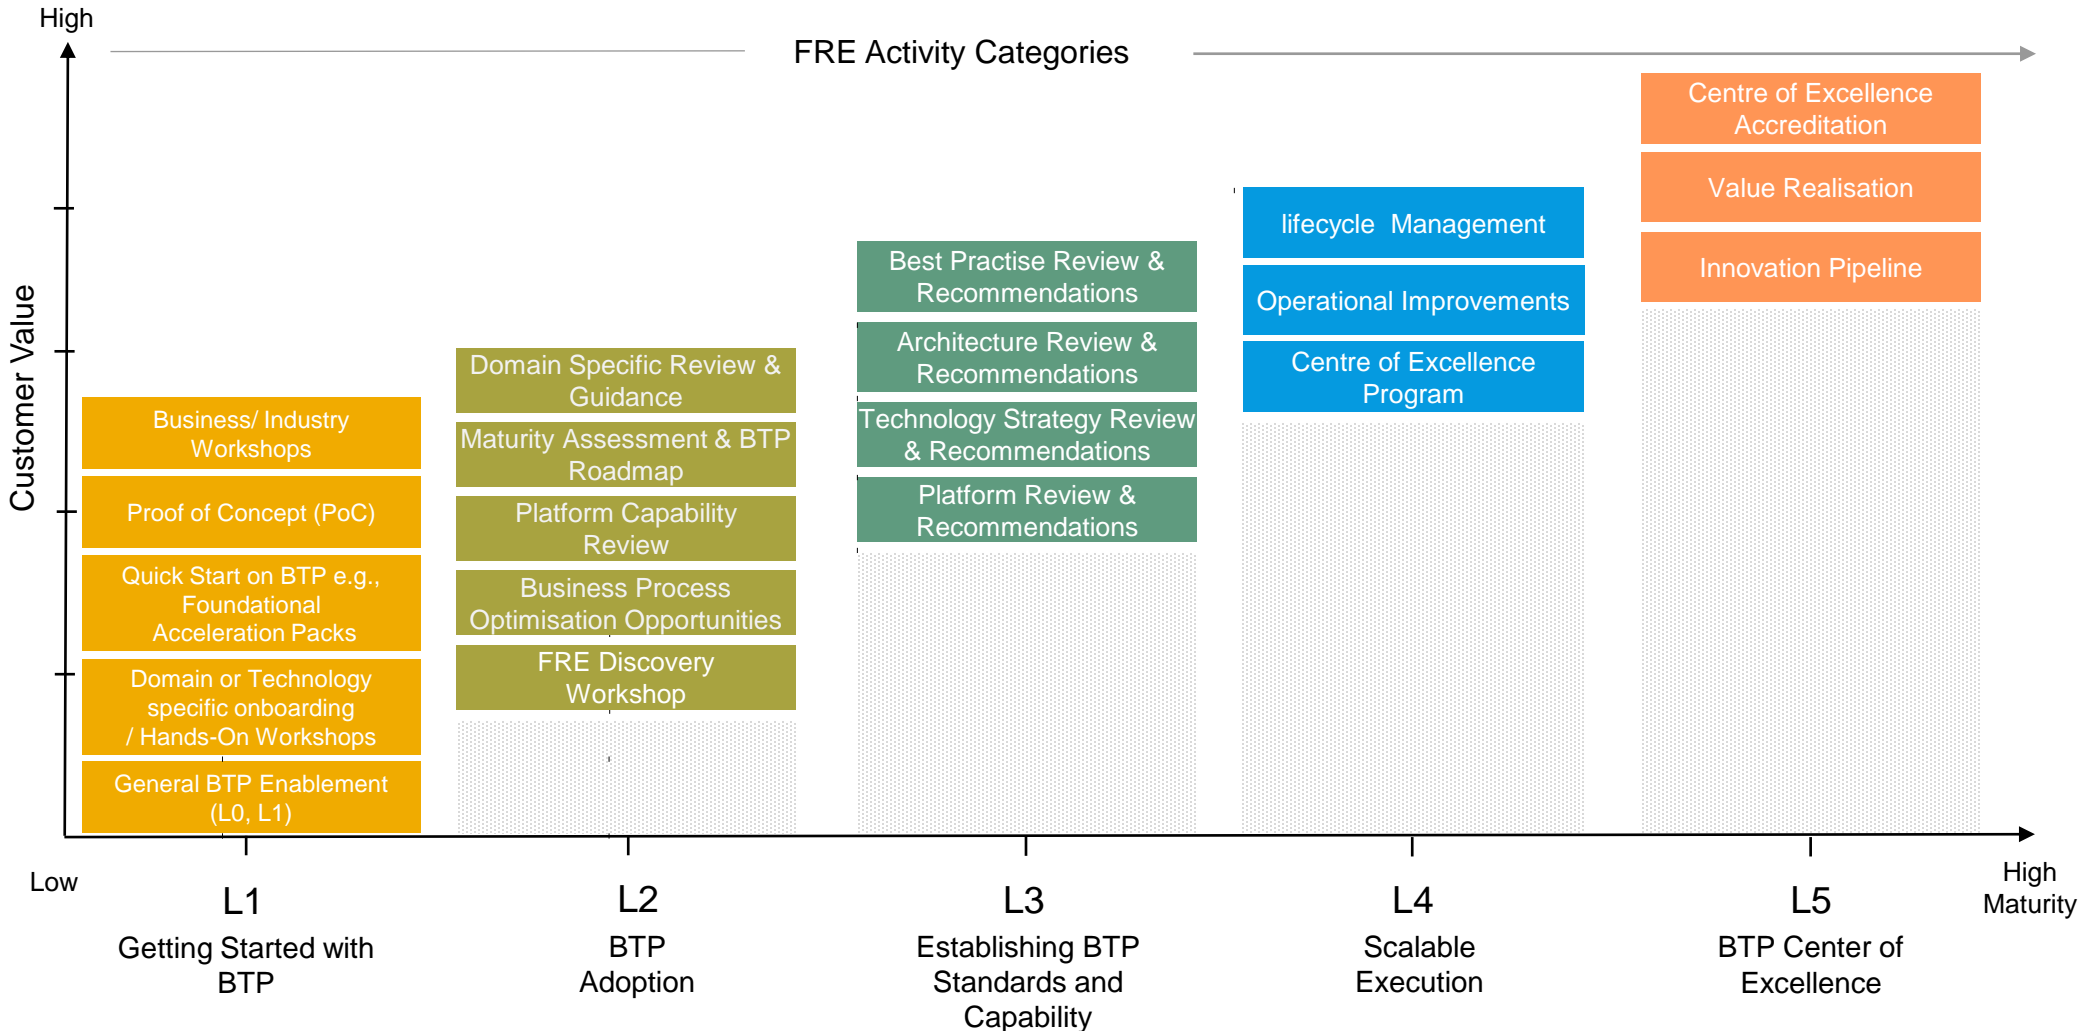 High
FRE Activity Categories
Customer Value
Business/ Industry
Workshops
Proof of Concept (PoC)
Quick Start on BTP e.g.,
Foundational
Acceleration Packs
Domain or Technology
specific onboarding
/ Hands-On Workshops
General BTP Enablement
(L0, L1)
Domain Specific Review &
Guidance
Maturity Assessment & BTP
Roadmap
Platform Capability
Review
Business Process
Optimisation Opportunities
FRE Discovery
Workshop
Best Practise Review &
Recommendations
Architecture Review &
Recommendations
Technology Strategy Review
& Recommendations
Platform Review &
Recommendations
lifecycle  Management
Operational Improvements
Centre of Excellence
Program
Centre of Excellence
Accreditation
Value Realisation
Innovation Pipeline
Low
L1
Getting Started with
BTP
L2
BTP
Adoption
L3
Establishing BTP
Standards and
Capability
L4
Scalable
Execution
L5
BTP Center of
Excellence
High
Maturity